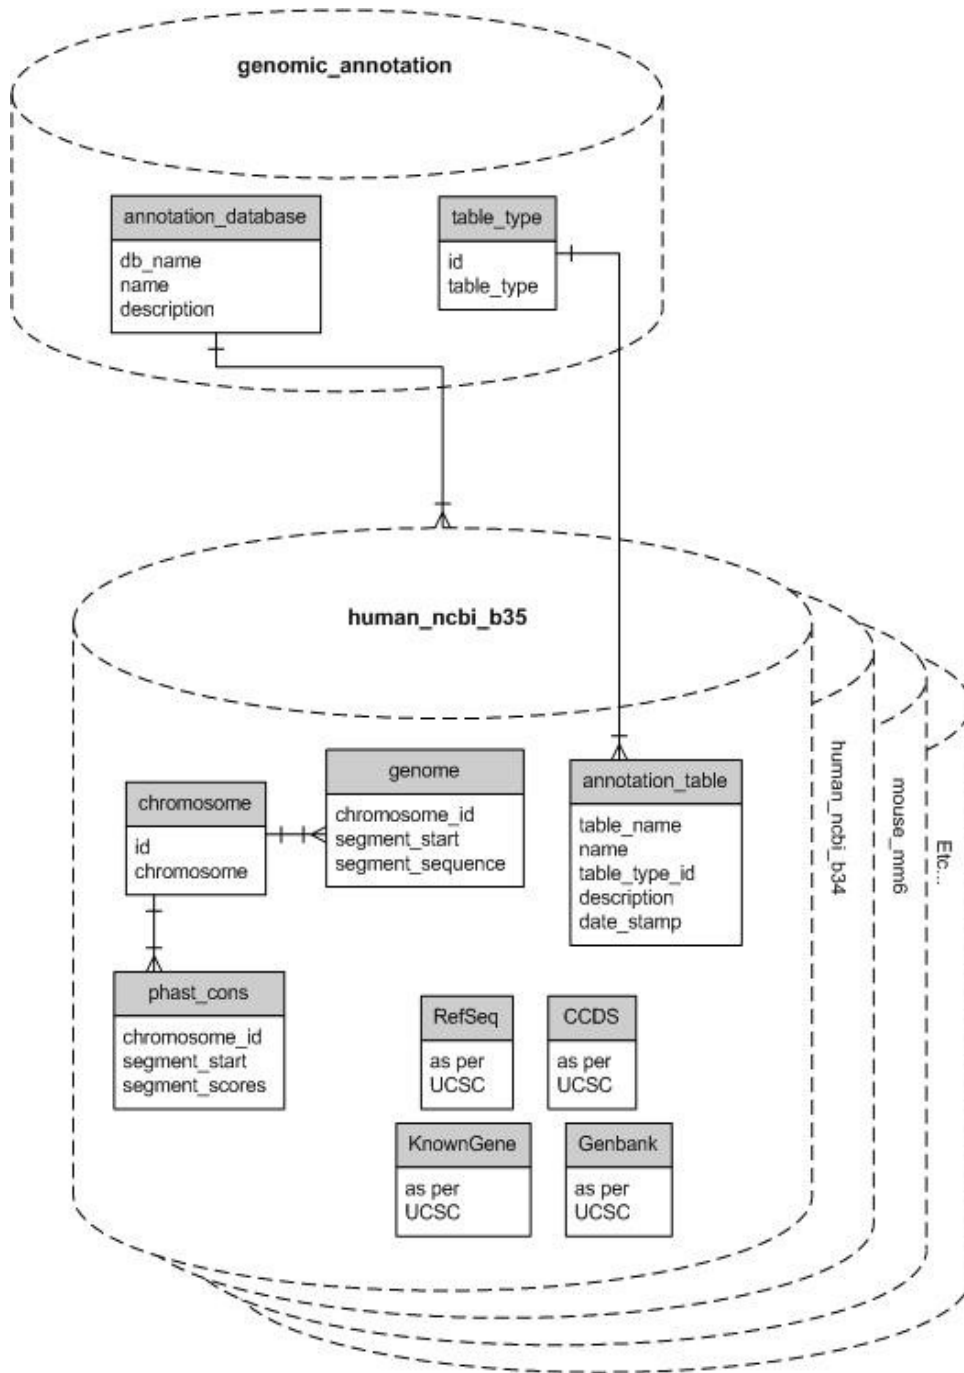 genomic_annotation
annotation_database
db_name
name
description
table_type
id
table_type
human_ncbi_b35
chromosome
id
chromosome
genome
chromosome_id
segment_start
segment_sequence
annotation_table
table_name
name
table_type_id
description
date_stamp
phast_cons
chromosome_id
segment_start
segment_scores
RefSeq
as per
UCSC
CCDS
as per
UCSC
KnownGene
as per
UCSC
Genbank
as per
UCSC
human_ncbi_b34
mouse_mm6
Etc...